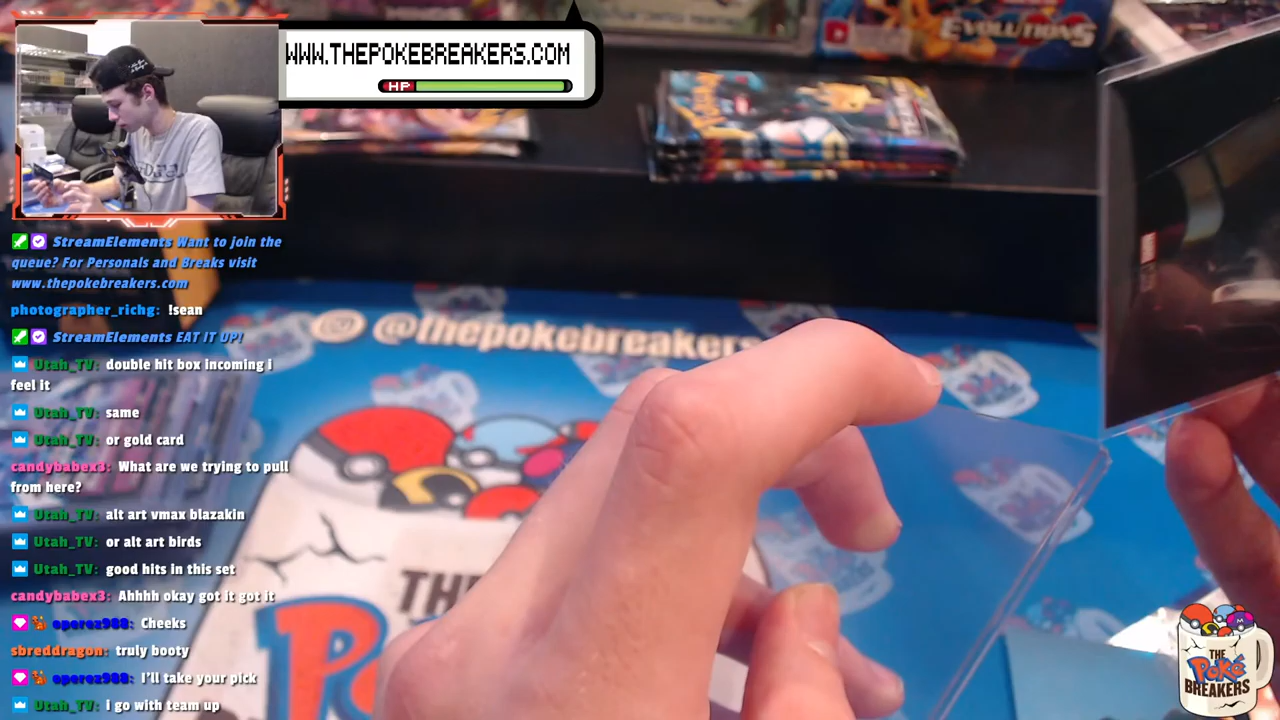 WWW.THEPOKEBREAKERS.COM
HP
EVOLUTIONS
StreamElements Want to join the
queue? For Personals and Breaks visit
www.thepokebreakers.com
photographer_richg: !sean
StreamElements EAT IT UP!
Utah_TV: double hit box incoming i
feel it
Utah_TV: same
Utah_TV: or gold card
candybabex3: What are we trying to pull
from here?
Utah_TV: alt art vmax blazakin
Utah_TV: or alt art birds
Utah_TV: good hits in this set
candybabex3: Ahhhh okay got it got it
operez988: Cheeks
sbreddragon: truly booty
operez988: I'll take your pick
Utah_TV: I go with team up
@thepokebreakers
THE
THE
Poké
BREAKERS